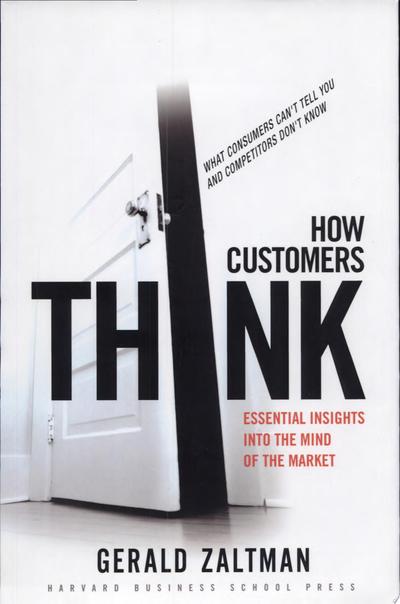 WHAT CONSUMERS CAN'T TELL YOU
AND COMPETITORS DON'T KNOW
HOW
CUSTOMERS
THINK
ESSENTIAL INSIGHTS
INTO THE MIND
OF THE MARKET
GERALD ZALTMAN
HARVARD BUSINESS SCHOOL PRESS